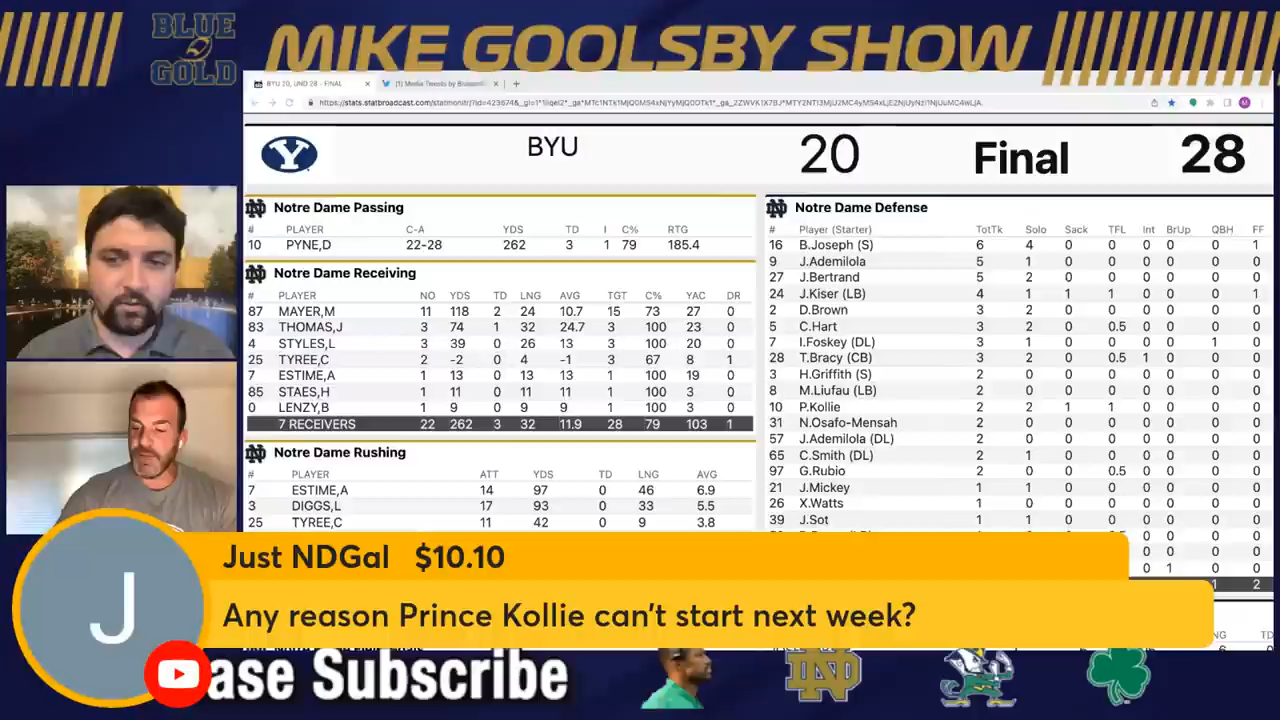 BLUE
GOLD
MIKE GOOLSBY SHOW
BYU 20, UND 28 - FINAL
BYU 20 Final 28
Notre Dame Passing
# PLAYER C-A YDS TD I C% RTG
10 PYNE,D 22-28 262 3 1 79 185.4
Notre Dame Receiving
# PLAYER NO YDS TD LNG AVG TGT C% YAC DR
87 MAYER,M 11 118 2 24 10.7 15 73 27 0
83 THOMAS,J 3 74 1 32 24.7 3 100 23 0
4 STYLES,L 3 39 0 26 13 3 100 20 0
25 TYREE,C 2 -2 0 4 -1 3 67 8 1
7 ESTIME,A 1 13 0 13 13 1 100 19 0
85 STAES,H 1 11 0 11 11 1 100 3 0
0 LENZY,B 1 9 0 9 9 1 100 3 0
7 RECEIVERS 22 262 3 32 11.9 28 79 103 1
Notre Dame Rushing
# PLAYER ATT YDS TD LNG AVG
7 ESTIME,A 14 97 0 46 6.9
3 DIGGS,L 17 93 0 33 5.5
25 TYREE,C 11 42 0 9 3.8
Notre Dame Defense
# Player (Starter) TotTk Solo Sack TFL Int BrUp QBH FF
16 B.Joseph (S) 6 4 0 0 0 0 0 1
9 J.Ademilola 5 1 0 0 0 0 0 0
27 J.Bertrand 5 2 0 0 0 0 0 0
24 J.Kiser (LB) 4 1 1 1 0 0 0 1
2 D.Brown 3 2 0 0 0 0 0 0
5 C.Hart 3 2 0 0.5 0 0 0 0
7 I.Foskey (DL) 3 1 0 0 0 0 1 0
28 T.Bracy (CB) 3 2 0 0.5 1 0 0 0
3 H.Griffith (S) 2 0 0 0 0 0 0 0
8 M.Liufau (LB) 2 0 0 0 0 0 0 0
10 P.Kollie 2 2 1 1 0 0 0 0
31 N.Osafo-Mensah 2 0 0 0 0 0 0 0
57 J.Ademilola (DL) 2 0 0 0 0 0 0 0
65 C.Smith (DL) 2 1 0 0 0 0 0 0
97 G.Rubio 2 0 0 0.5 0 0 0 0
21 J.Mickey 1 1 0 0 0 0 0 0
26 X.Watts 1 0 0 0 0 0 0 0
39 J.Sot 1 1 0 0 0 0 0 0
0 0 0 0
0 1 0 0
1 2
Just NDGal $10.10
J
Any reason Prince Kollie can't start next week?
NG TD
ase Subscribe